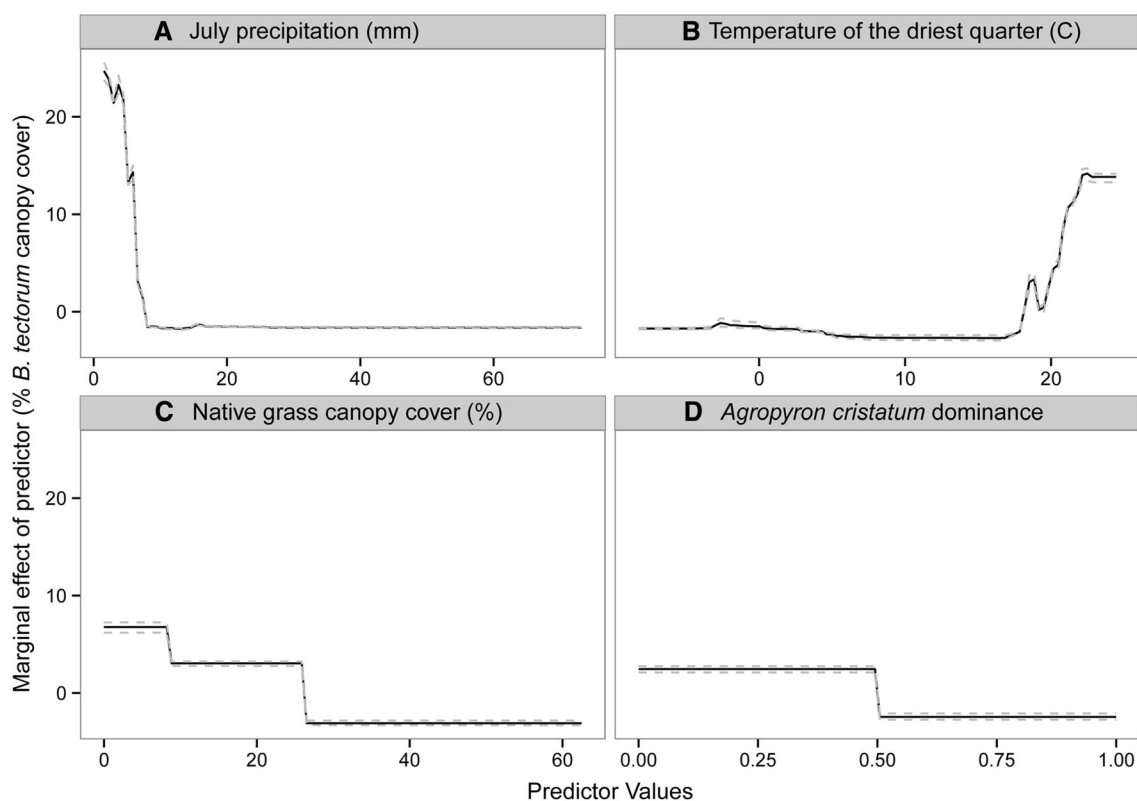 A July precipitation (mm)
B Temperature of the driest quarter (C)
20
10
0
0 20 40 60
0 10 20
C Native grass canopy cover (%)
D Agropyron cristatum dominance
20
10
0
0 20 40 60
0.00 0.25 0.50 0.75 1.00
Marginal effect of predictor (% B. tectorum canopy cover)
Predictor Values